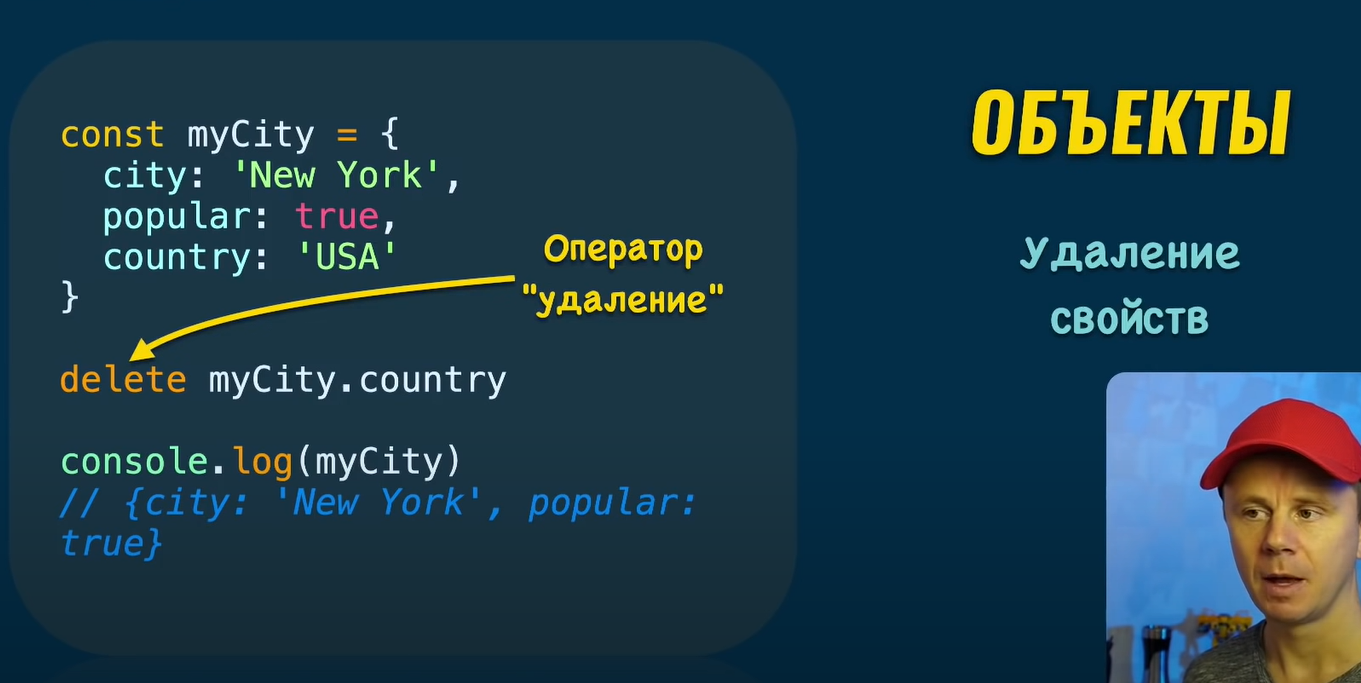 const myCity = {
  city: 'New York',
  popular: true,
  country: 'USA'
}
delete myCity.country
console.log(myCity)
// {city: 'New York', popular:
true}
Оператор
"удаление"
ОБЪЕКТЫ
Удаление
свойств